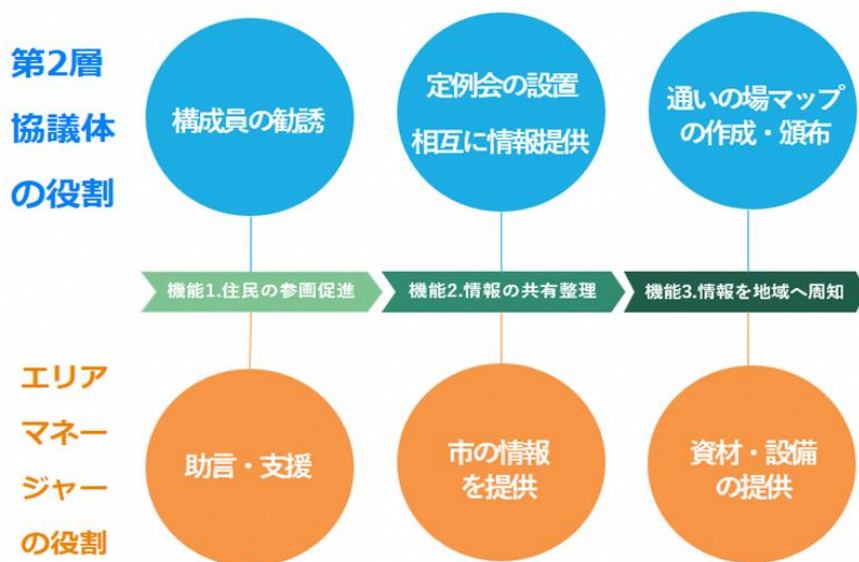 第2層
協議体
の役割
構成員の勧誘
定例会の設置
相互に情報提供
通いの場マップ
の作成・頒布
機能1.住民の参画促進
機能2.情報の共有整理
機能3.情報を地域へ周知
エリア
マネー
ジャー
の役割
助言・支援
市の情報
を提供
資材・設備
の提供